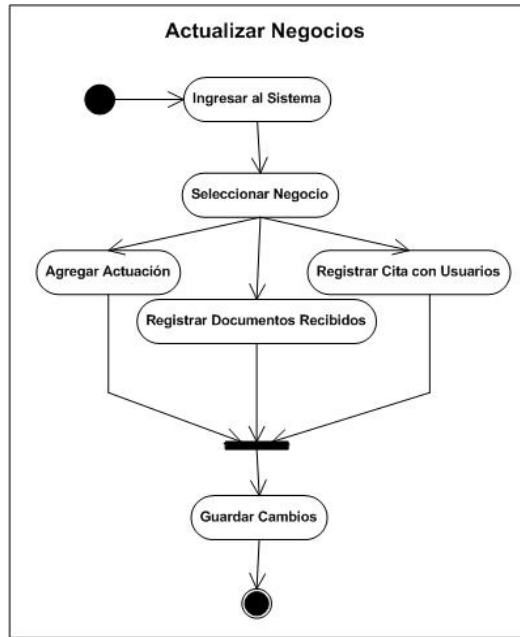 Actualizar Negocios
Ingresar al Sistema
Seleccionar Negocio
Agregar Actuación
Registrar Cita con Usuarios
Registrar Documentos Recibidos
Guardar Cambios